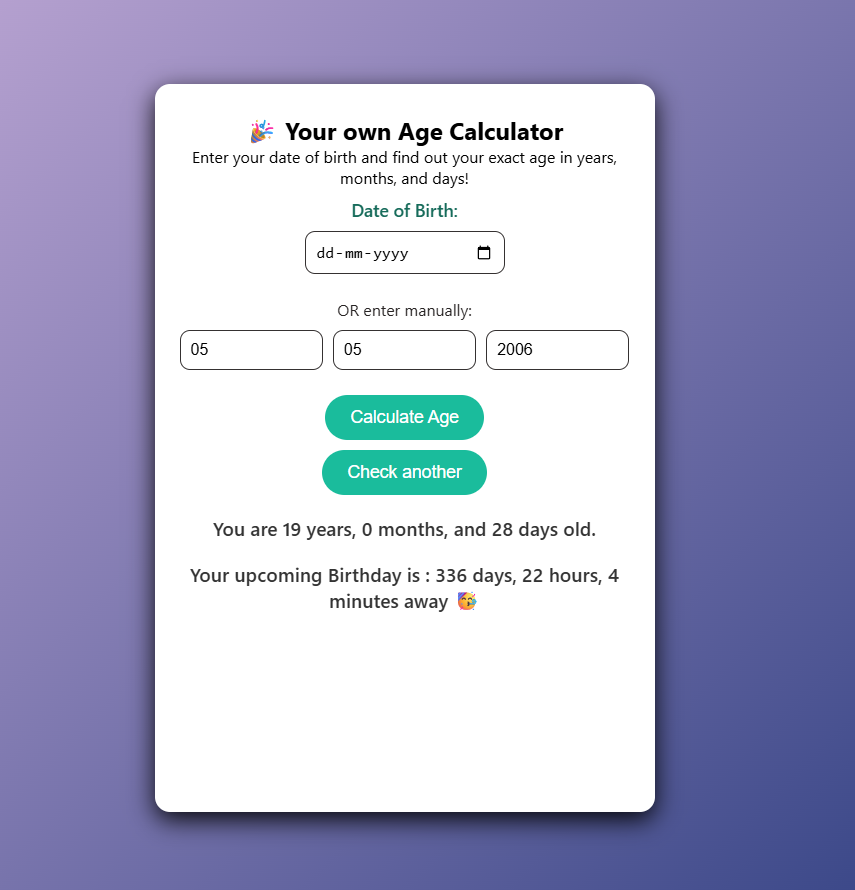 🎉 Your own Age Calculator
Enter your date of birth and find out your exact age in years,
months, and days!
Date of Birth:
dd-mm-yyyy
OR enter manually:
05 05 2006
Calculate Age
Check another
You are 19 years, 0 months, and 28 days old.
Your upcoming Birthday is : 336 days, 22 hours, 4
minutes away 🥳